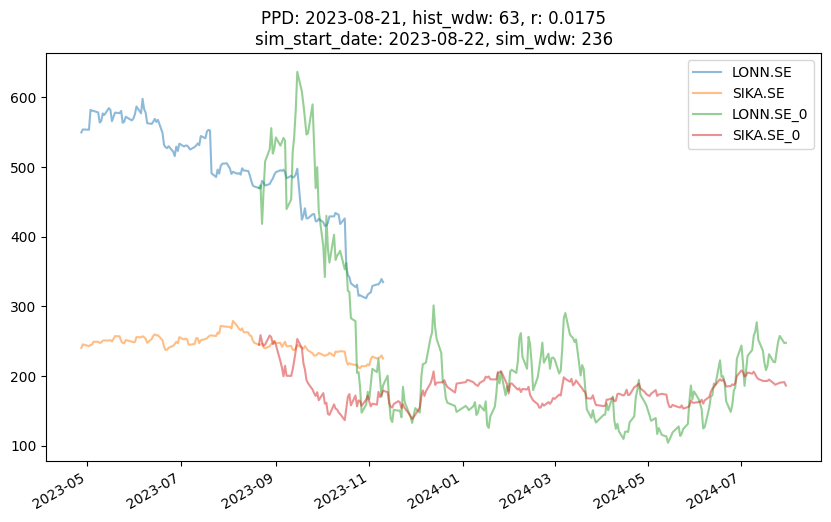 PPD: 2023-08-21, hist_wdw: 63, r: 0.0175
sim_start_date: 2023-08-22, sim_wdw: 236
LONN.SE
SIKA.SE
LONN.SE_0
SIKA.SE_0
600
500
400
300
200
100
2023-05
2023-07
2023-09
2023-11
2024-01
2024-03
2024-05
2024-07